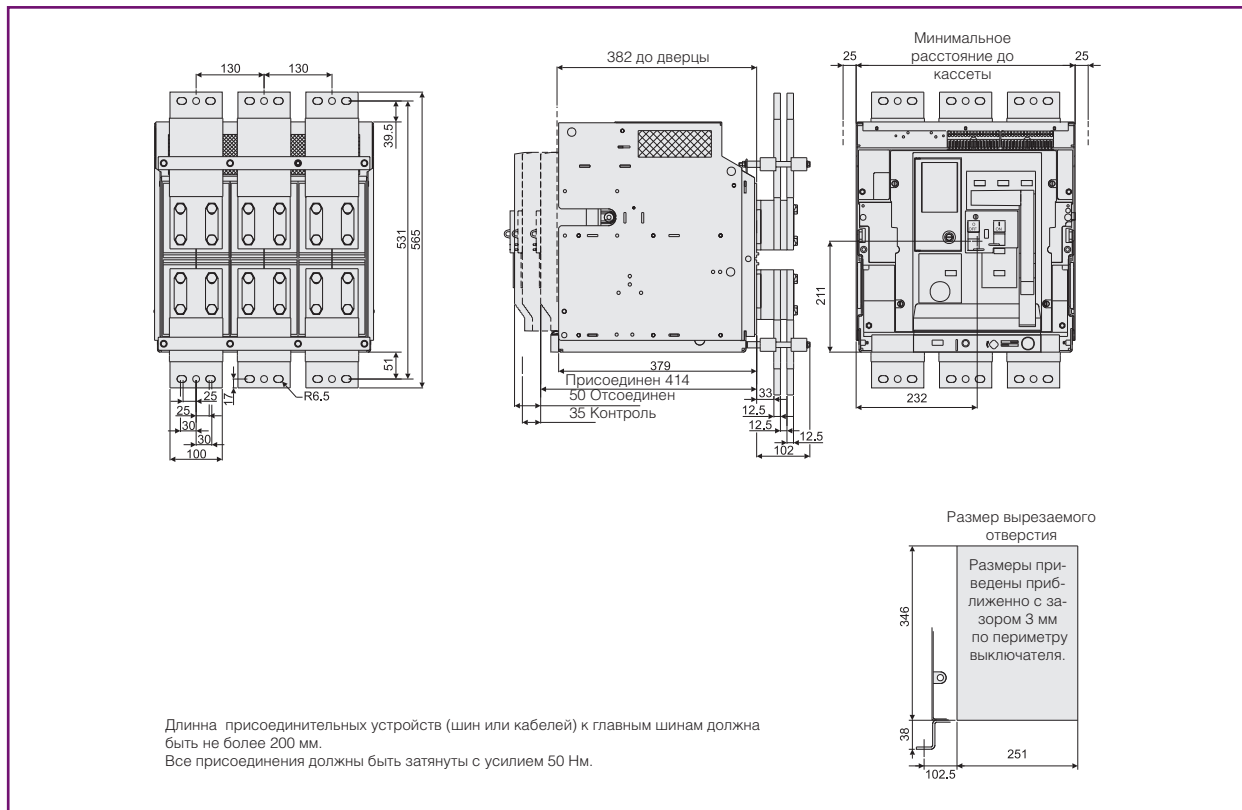 130
130
39.5
531
565
51
25
17
25
30
30
100
R6,5
382 до дверцы
379
Присоединен 414
50 Отсоединен
35 Контроль
33
12.5
12.5
12.5
102
Минимальное
расстояние до
кассеты
25
25
OFF
ON
211
232
Размер вырезаемого
отверстия
Размеры при-
ведены приб-
лиженно с за-
зором 3 мм
по периметру
выключателя.
346
38
102.5
251
Длинна присоединительных устройств (шин или кабелей) к главным шинам должна
быть не более 200 мм.
Все присоединения должны быть затянуты с усилием 50 Нм.